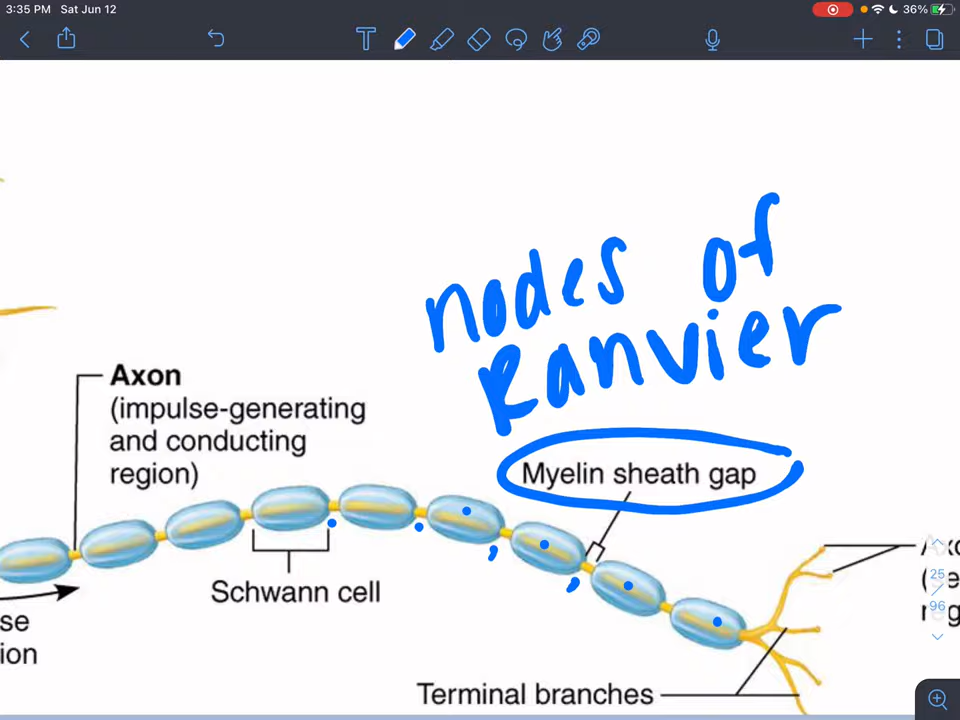 3:35 PM Sat Jun 12
36%
T
nodes of
Ranvier
Axon
(impulse-generating
and conducting
region)
Myelin sheath gap
Schwann cell
25
96
Terminal branches